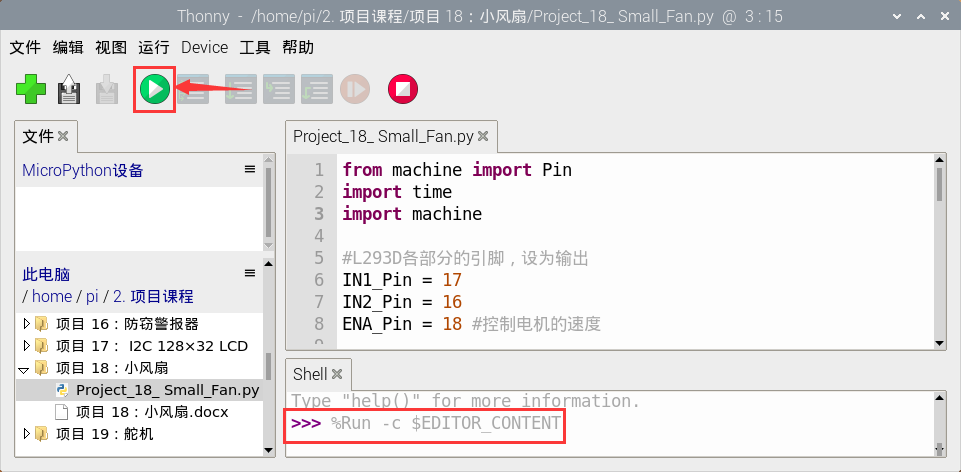 Thonny - /home/pi/2. 项目课程/项目 18：小风扇/Project_18_ Small_Fan.py @ 3 : 15
文件 编辑 视图 运行 Device 工具 帮助
文件
MicroPython设备
此电脑
/ home / pi / 2. 项目课程
项目 16：防窃警报器
项目 17： I2C 128×32 LCD
项目 18：小风扇
Project_18_ Small_Fan.py
项目 18：小风扇.docx
项目 19：舵机
Project_18_ Small_Fan.py
1 from machine import Pin
2 import time
3 import machine
4
5 #L293D各部分的引脚，设为输出
6 IN1_Pin = 17
7 IN2_Pin = 16
8 ENA_Pin = 18 #控制电机的速度
9
Shell
Type "help()" for more information.
>>> %Run -c $EDITOR_CONTENT